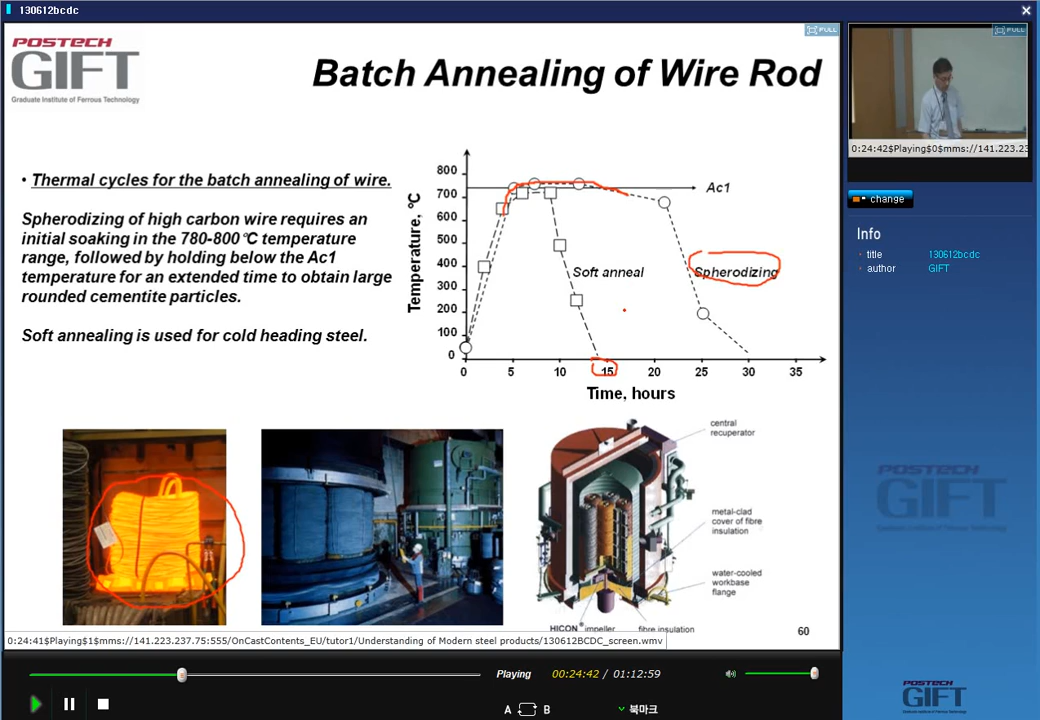 130612bcdc
FULL
POSTECH
GIFT
Graduate Institute of Ferrous Technology
Batch Annealing of Wire Rod
• Thermal cycles for the batch annealing of wire.
Spherodizing of high carbon wire requires an
initial soaking in the 780-800°C temperature
range, followed by holding below the Ac1
temperature for an extended time to obtain large
rounded cementite particles.
Soft annealing is used for cold heading steel.
Temperature, ℃
800
700
600
500
400
300
200
100
0
Ac1
Soft anneal
Spherodizing
0 5 10 15 20 25 30 35
Time, hours
central
recuperator
metal-clad
cover of fibre
insulation
water-cooled
workbase
flange
HICON® impeller
fibre insulation
60
0:24:41$Playing$1$mms://141.223.237.75:555/OnCastContents_EU/tutor1/Understanding of Modern steel products/130612BCDC_screen.wmv
Playing 00:24:42 / 01:12:59
A B
북마크
FULL
0:24:42$Playing$0$mms://141.223.23
change
Info
• title 130612bcdc
• author GIFT
POSTECH
GIFT
POSTECH
GIFT